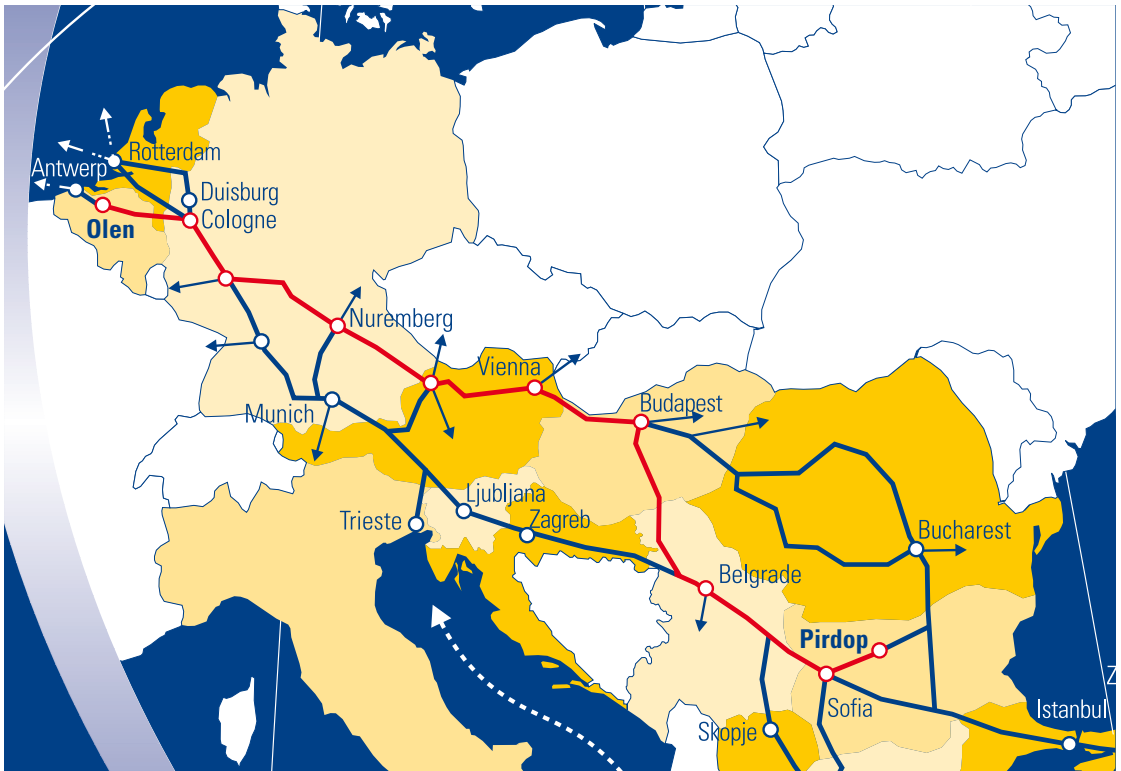 Rotterdam
Antwerp
Duisburg
Olen
Cologne
Nuremberg
Vienna
Munich
Budapest
Ljubljana
Trieste
Zagreb
Bucharest
Belgrade
Pirdop
Sofia
Istanbul
Skopje
Z